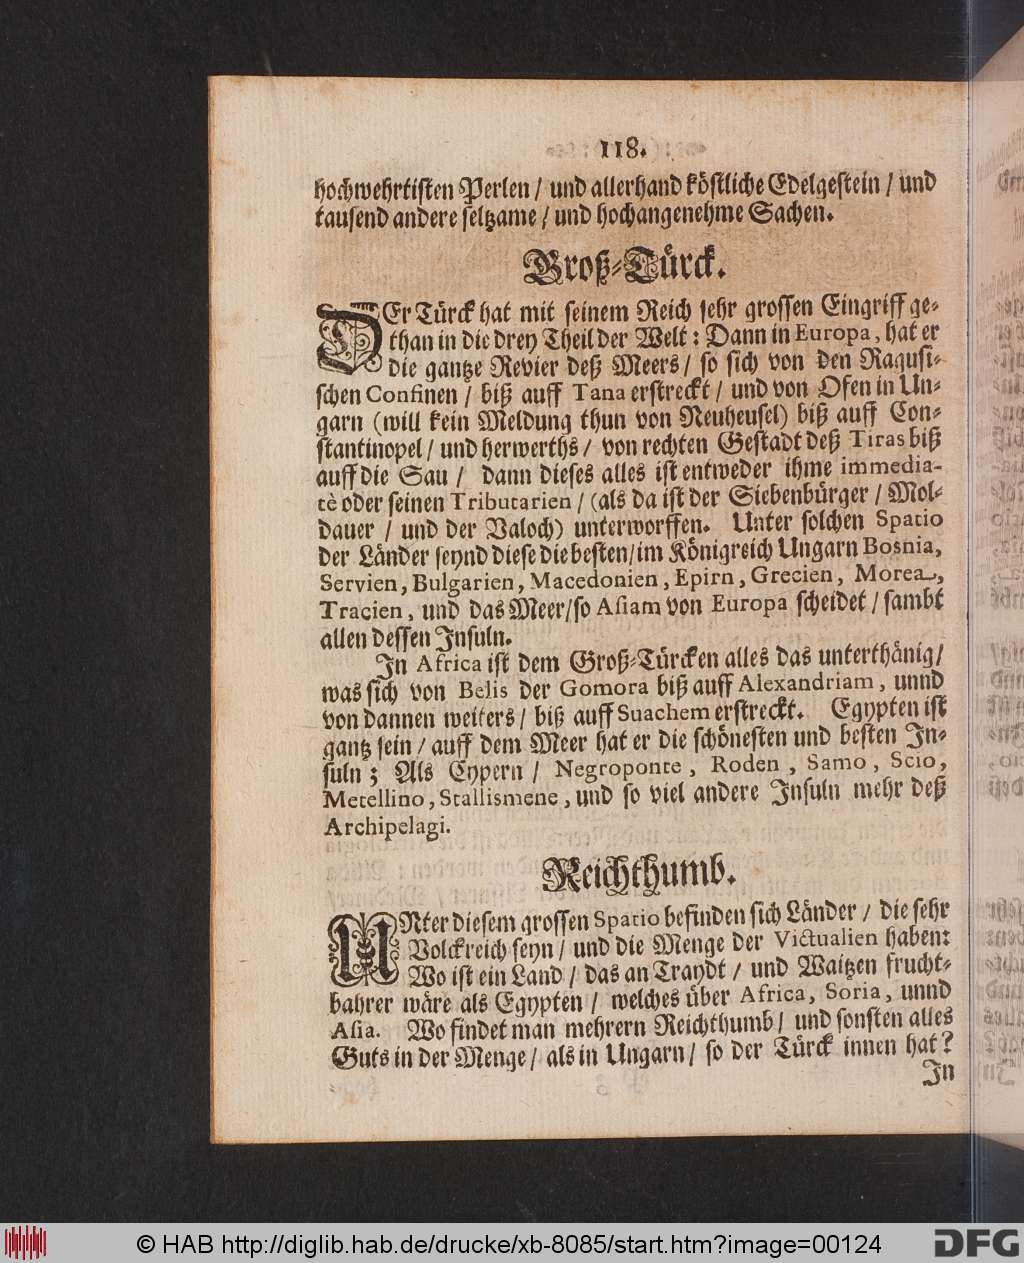 118.
hochwehrtisten Perlen / und allerhand köstliche Edelgestein / und
tausend andere seltzame / und hochangenehme Sachen.
Groß-Türck.
DEr Türck hat mit seinem Reich sehr grossen Eingriff ge-
than in die drey Theil der Welt: Dann in Europa, hat er
die gantze Revier deß Meers / so sich von den Ragusi-
schen Confinen / biß auff Tana erstreckt / und von Ofen in Un-
garn (will kein Meldung thun von Neuheusel) biß auff Con-
stantinopel / und herwerths / von rechten Gestadt deß Tiras biß
auff die Sau / dann dieses alles ist entweder ihme immedia-
tè oder seinen Tributarien / (als da ist der Siebenbürger / Mol-
dauer / und der Valoch) unterworffen. Unter solchen Spatio
der Länder seynd diese die besten / im Königreich Ungarn Bosnia,
Servien, Bulgarien, Macedonien, Epirn, Grecien, Morea,
Tracien, und das Meer / so Asiam von Europa scheidet / sambt
allen dessen Insuln.
In Africa ist dem Groß-Türcken alles das unterthänig /
was sich von Belis der Gomora biß auff Alexandriam, unnd
von dannen weiters / biß auff Suachem erstreckt. Egypten ist
gantz sein / auff dem Meer hat er die schönesten und besten In-
suln; Als Cypern / Negroponte, Roden, Samo, Scio,
Metellino, Stallismene, und so viel andere Insuln mehr deß
Archipelagi.
Reichthumb.
UNter diesem grossen Spatio befinden sich Länder / die sehr
Volckreich seyn / und die Menge der Victualien haben:
Wo ist ein Land / das an Traydt / und Waitzen frucht-
bahrer wäre als Egypten / welches über Africa, Soria, unnd
Asia. Wo findet man mehrern Reichthumb / und sonsten alles
Guts in der Menge / als in Ungarn / so der Türck innen hat?
In
© HAB http://diglib.hab.de/drucke/xb-8085/start.htm?image=00124
DFG